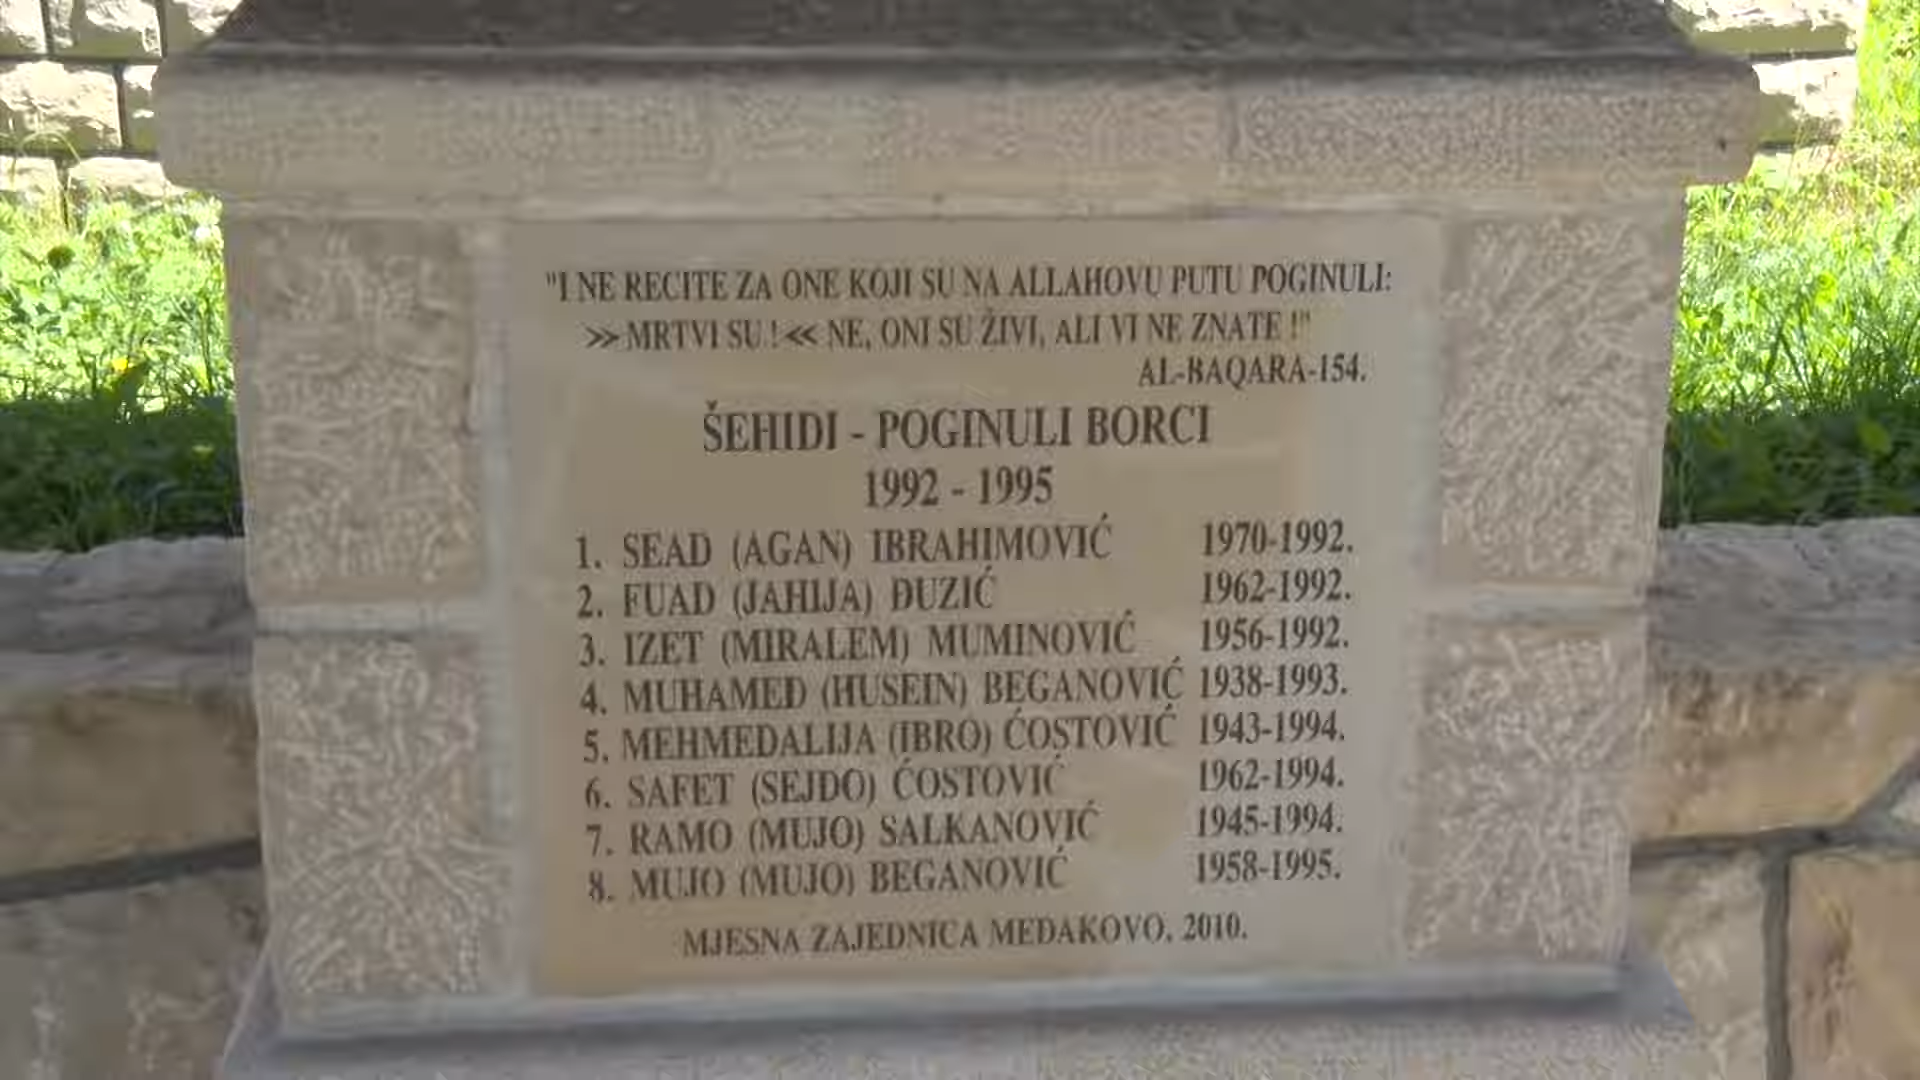 "I NE RECITE ZA ONE KOJI SU NA ALLAHOVU PUTU POGINULI:
>> MRTVI SU ! << NE, ONI SU ŽIVI, ALI VI NE ZNATE !"
AL-BAQARA-154.
ŠEHIDI - POGINULI BORCI
1992 - 1995
1. SEAD (AGAN) IBRAHIMOVIĆ 1970-1992.
2. FUAD (JAHIJA) ĐUZIĆ 1962-1992.
3. IZET (MIRALEM) MUMINOVIĆ 1956-1992.
4. MUHAMED (HUSEIN) BEGANOVIĆ 1938-1993.
5. MEHMEDALIJA (IBRO) ĆOSTOVIĆ 1943-1994.
6. SAFET (SEJDO) ĆOSTOVIĆ 1962-1994.
7. RAMO (MUJO) SALKANOVIĆ 1945-1994.
8. MUJO (MUJO) BEGANOVIĆ 1958-1995.
MJESNA ZAJEDNICA MEDAKOVO, 2010.